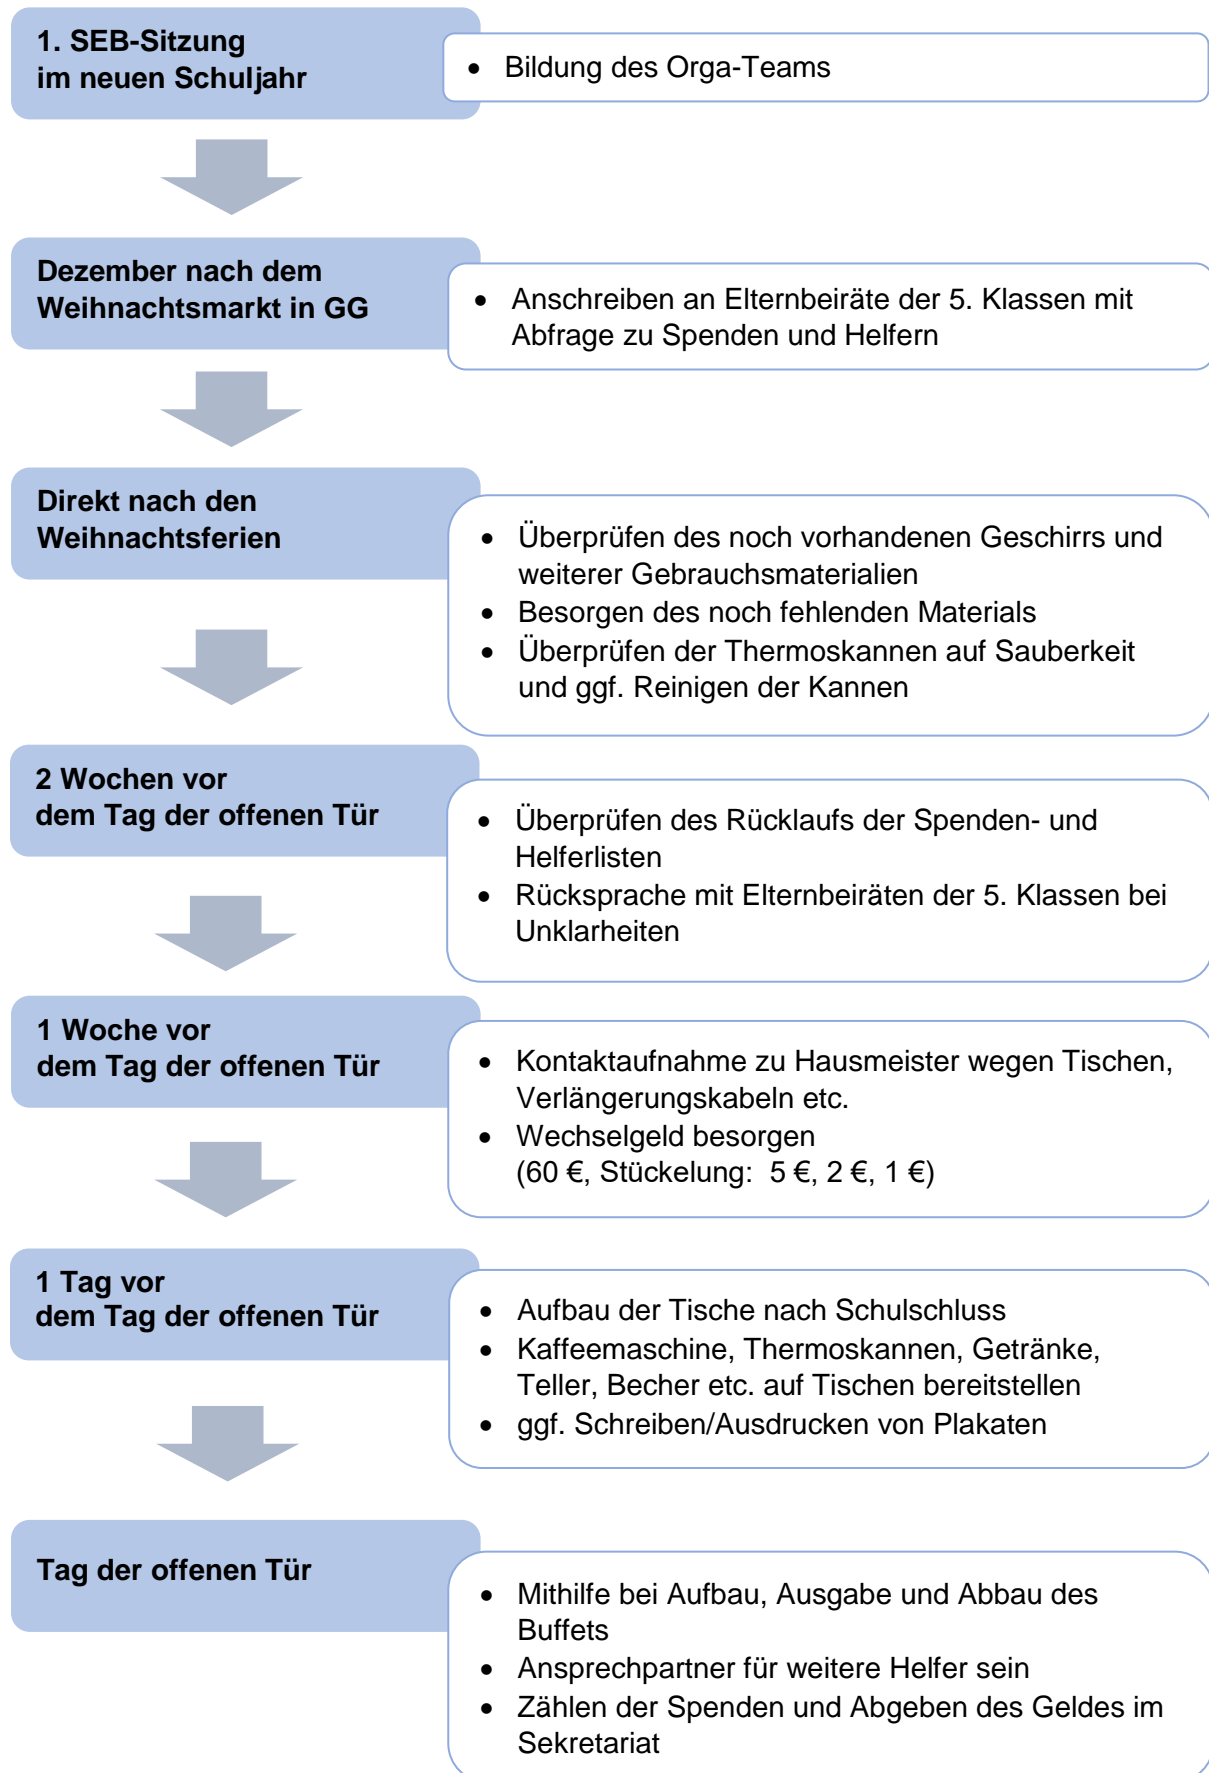 1. SEB-Sitzung
im neuen Schuljahr
• Bildung des Orga-Teams
Dezember nach dem
Weihnachtsmarkt in GG
• Anschreiben an Elternbeiräte der 5. Klassen mit
Abfrage zu Spenden und Helfern
Direkt nach den
Weihnachtsferien
• Überprüfen des noch vorhandenen Geschirrs und
weiterer Gebrauchsmaterialien
• Besorgen des noch fehlenden Materials
• Überprüfen der Thermoskannen auf Sauberkeit
und ggf. Reinigen der Kannen
2 Wochen vor
dem Tag der offenen Tür
• Überprüfen des Rücklaufs der Spenden- und
Helferlisten
• Rücksprache mit Elternbeiräten der 5. Klassen bei
Unklarheiten
1 Woche vor
dem Tag der offenen Tür
• Kontaktaufnahme zu Hausmeister wegen Tischen,
Verlängerungskabeln etc.
• Wechselgeld besorgen
(60 €, Stückelung: 5 €, 2 €, 1 €)
1 Tag vor
dem Tag der offenen Tür
• Aufbau der Tische nach Schulschluss
• Kaffeemaschine, Thermoskannen, Getränke,
Teller, Becher etc. auf Tischen bereitstellen
• ggf. Schreiben/Ausdrucken von Plakaten
Tag der offenen Tür
• Mithilfe bei Aufbau, Ausgabe und Abbau des
Buffets
• Ansprechpartner für weitere Helfer sein
• Zählen der Spenden und Abgeben des Geldes im
Sekretariat